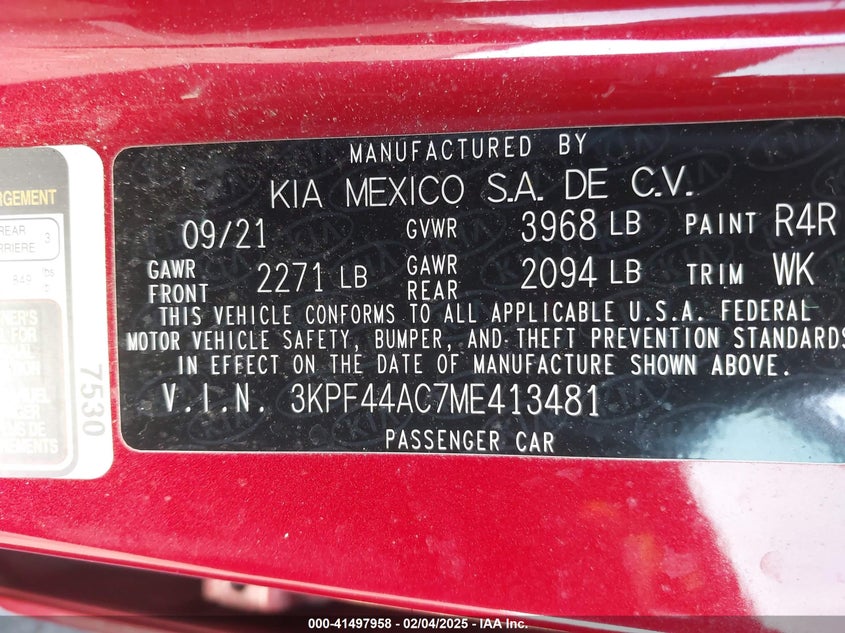 MANUFACTURED BY
KIA MEXICO S.A. DE C.V.
09/21 GVWR 3968 LB PAINT R4R
GAWR FRONT 2271 LB GAWR REAR 2094 LB TRIM WK
THIS VEHICLE CONFORMS TO ALL APPLICABLE U.S.A. FEDERAL
MOTOR VEHICLE SAFETY, BUMPER, AND THEFT PREVENTION STANDARDS
IN EFFECT ON THE DATE OF MANUFACTURE SHOWN ABOVE.
V.I.N. 3KPF44AC7ME413481
PASSENGER CAR
REAR
3
7530
000-41497958 - 02/04/2025 - IAA Inc.